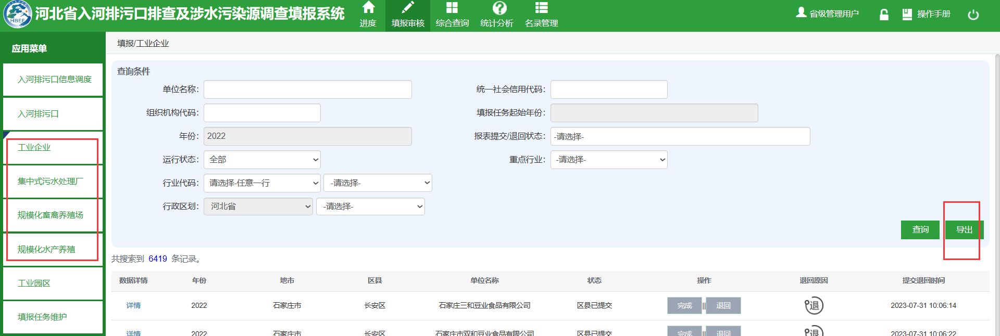 HBEE
河北省入河排污口排查及涉水污染源调查填报系统
进度
填报审核
综合查询
统计分析
名录管理
省级管理用户
操作手册
应用菜单
入河排污口信息调度
入河排污口
工业企业
集中式污水处理厂
规模化畜禽养殖场
规模化水产养殖
工业园区
填报任务维护
填报/工业企业
查询条件
单位名称:
统一社会信用代码:
组织机构代码:
填报任务起始年份:
年份: 2022
报表提交/退回状态: -请选择-
运行状态: 全部
重点行业: -请选择-
行业代码: 请选择-任意一行 -请选择-
行政区划: 河北省 -请选择-
查询 导出
共搜索到 6419 条记录。
数据详情 年份 地市 区县 单位名称 状态 操作 退回原因 提交退回时间
详情 2022 石家庄市 长安区 石家庄三和豆业食品有限公司 区县已提交 完成 || 退回 退 2023-07-31 10:06:14
详情 2022 石家庄市 长安区 石家庄市双和豆业食品有限公司 区县已提交 完成 || 退回 退 2023-07-31 10:06:22